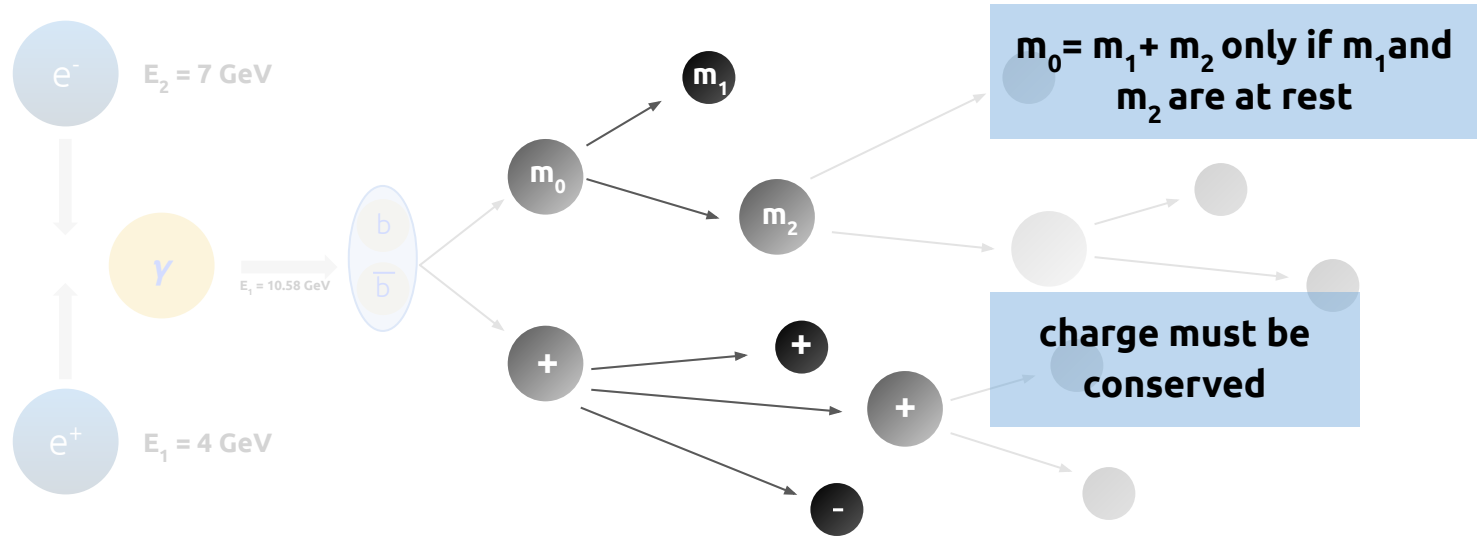 e⁻
E₂ = 7 GeV
γ
E₁ = 10.58 GeV
b
b̅
e⁺
E₁ = 4 GeV
m₀
m₁
m₂
+
+
+
-
m₀= m₁+ m₂ only if m₁and
m₂ are at rest
charge must be
conserved